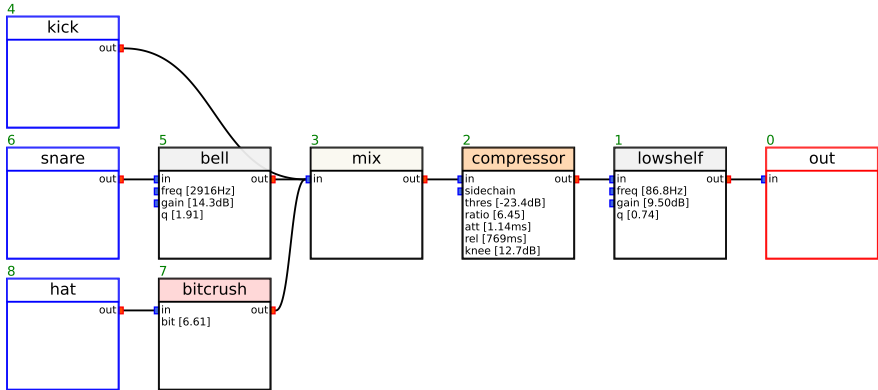 4
kick
out
6
snare
out
5
bell
in out
freq [2916Hz]
gain [14.3dB]
q [1.91]
3
mix
in out
2
compressor
in out
sidechain
thres [-23.4dB]
ratio [6.45]
att [1.14ms]
rel [769ms]
knee [12.7dB]
1
lowshelf
in out
freq [86.8Hz]
gain [9.50dB]
q [0.74]
0
out
in
8
hat
out
7
bitcrush
in out
bit [6.61]